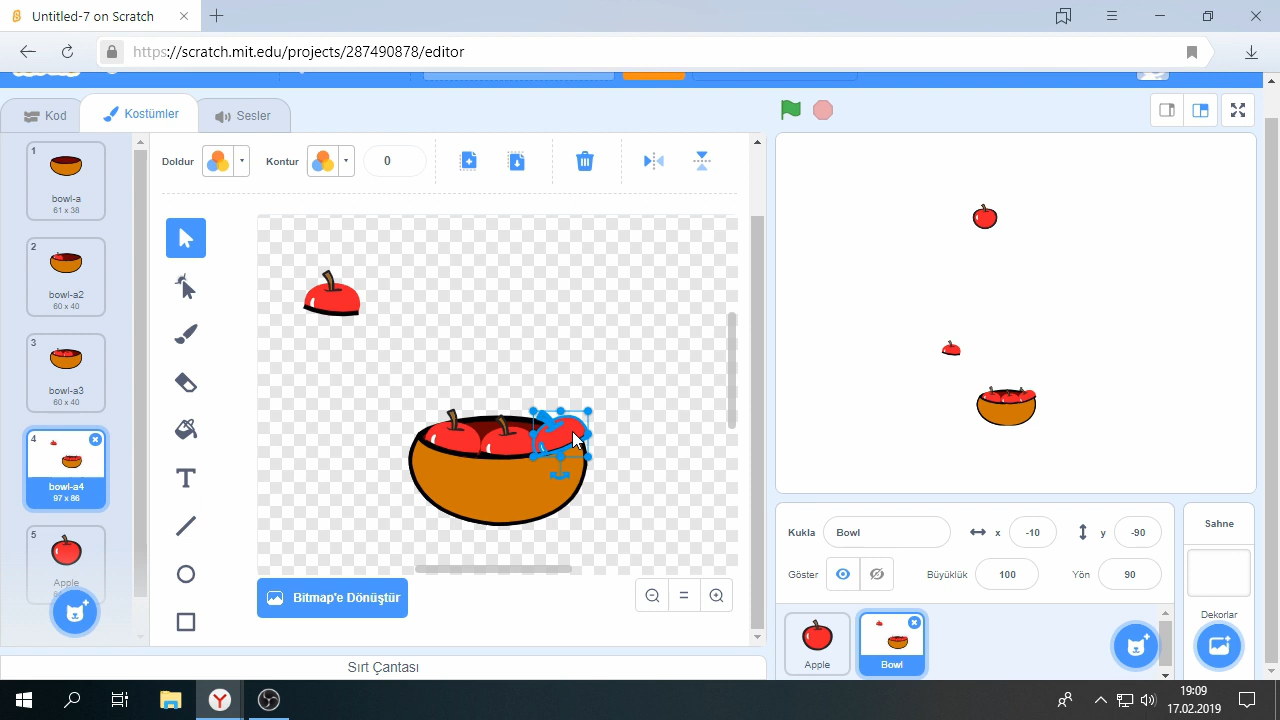 Untitled-7 on Scratch
https://scratch.mit.edu/projects/287490878/editor
Kod
Kostümler
Sesler
Doldur
Kontur
0
1
bowl-a
61 x 38
2
bowl-a2
60 x 40
3
bowl-a3
60 x 40
4
bowl-a4
97 x 86
5
Apple
T
Bitmap'e Dönüştür
Sırt Çantası
Kukla
Bowl
x
-10
y
-90
Göster
Büyüklük
100
Yön
90
Apple
Bowl
Sahne
Dekorlar
19:09
17.02.2019